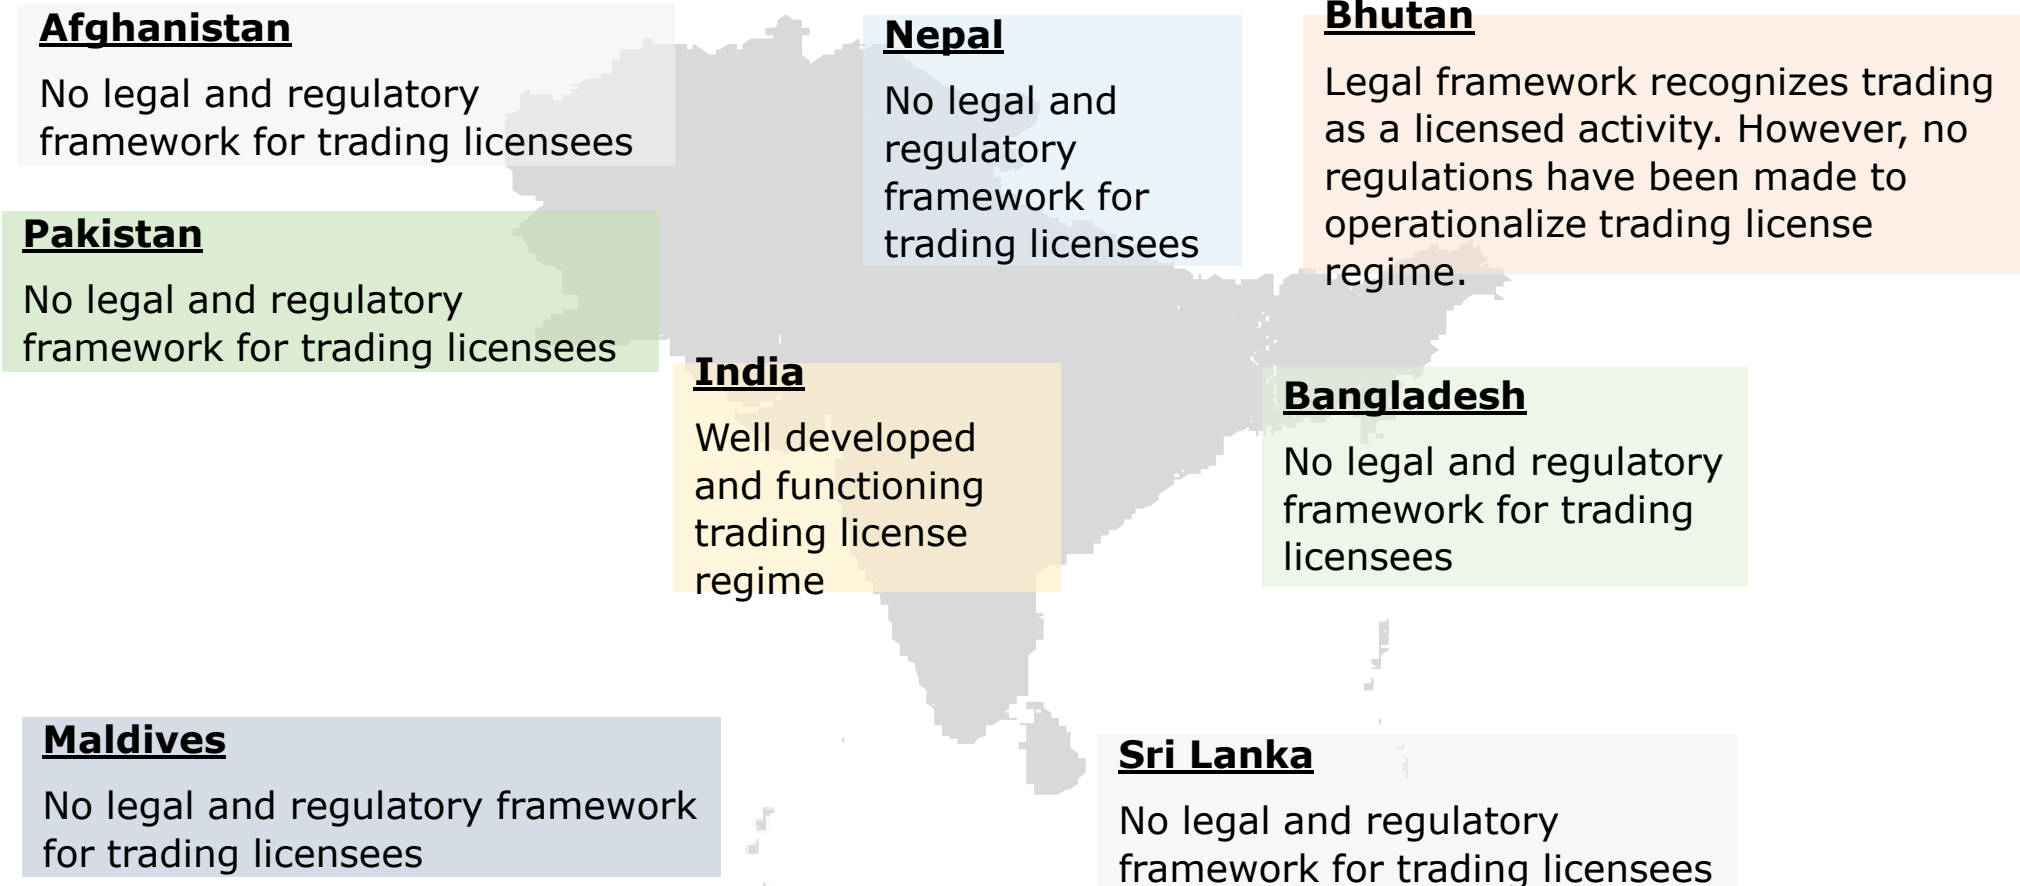 Afghanistan
No legal and regulatory
framework for trading licensees
Nepal
No legal and
regulatory
framework for
trading licensees
Bhutan
Legal framework recognizes trading
as a licensed activity. However, no
regulations have been made to
operationalize trading license
regime.
Pakistan
No legal and regulatory
framework for trading licensees
India
Well developed
and functioning
trading license
regime
Bangladesh
No legal and regulatory
framework for trading
licensees
Maldives
No legal and regulatory framework
for trading licensees
Sri Lanka
No legal and regulatory
framework for trading licensees